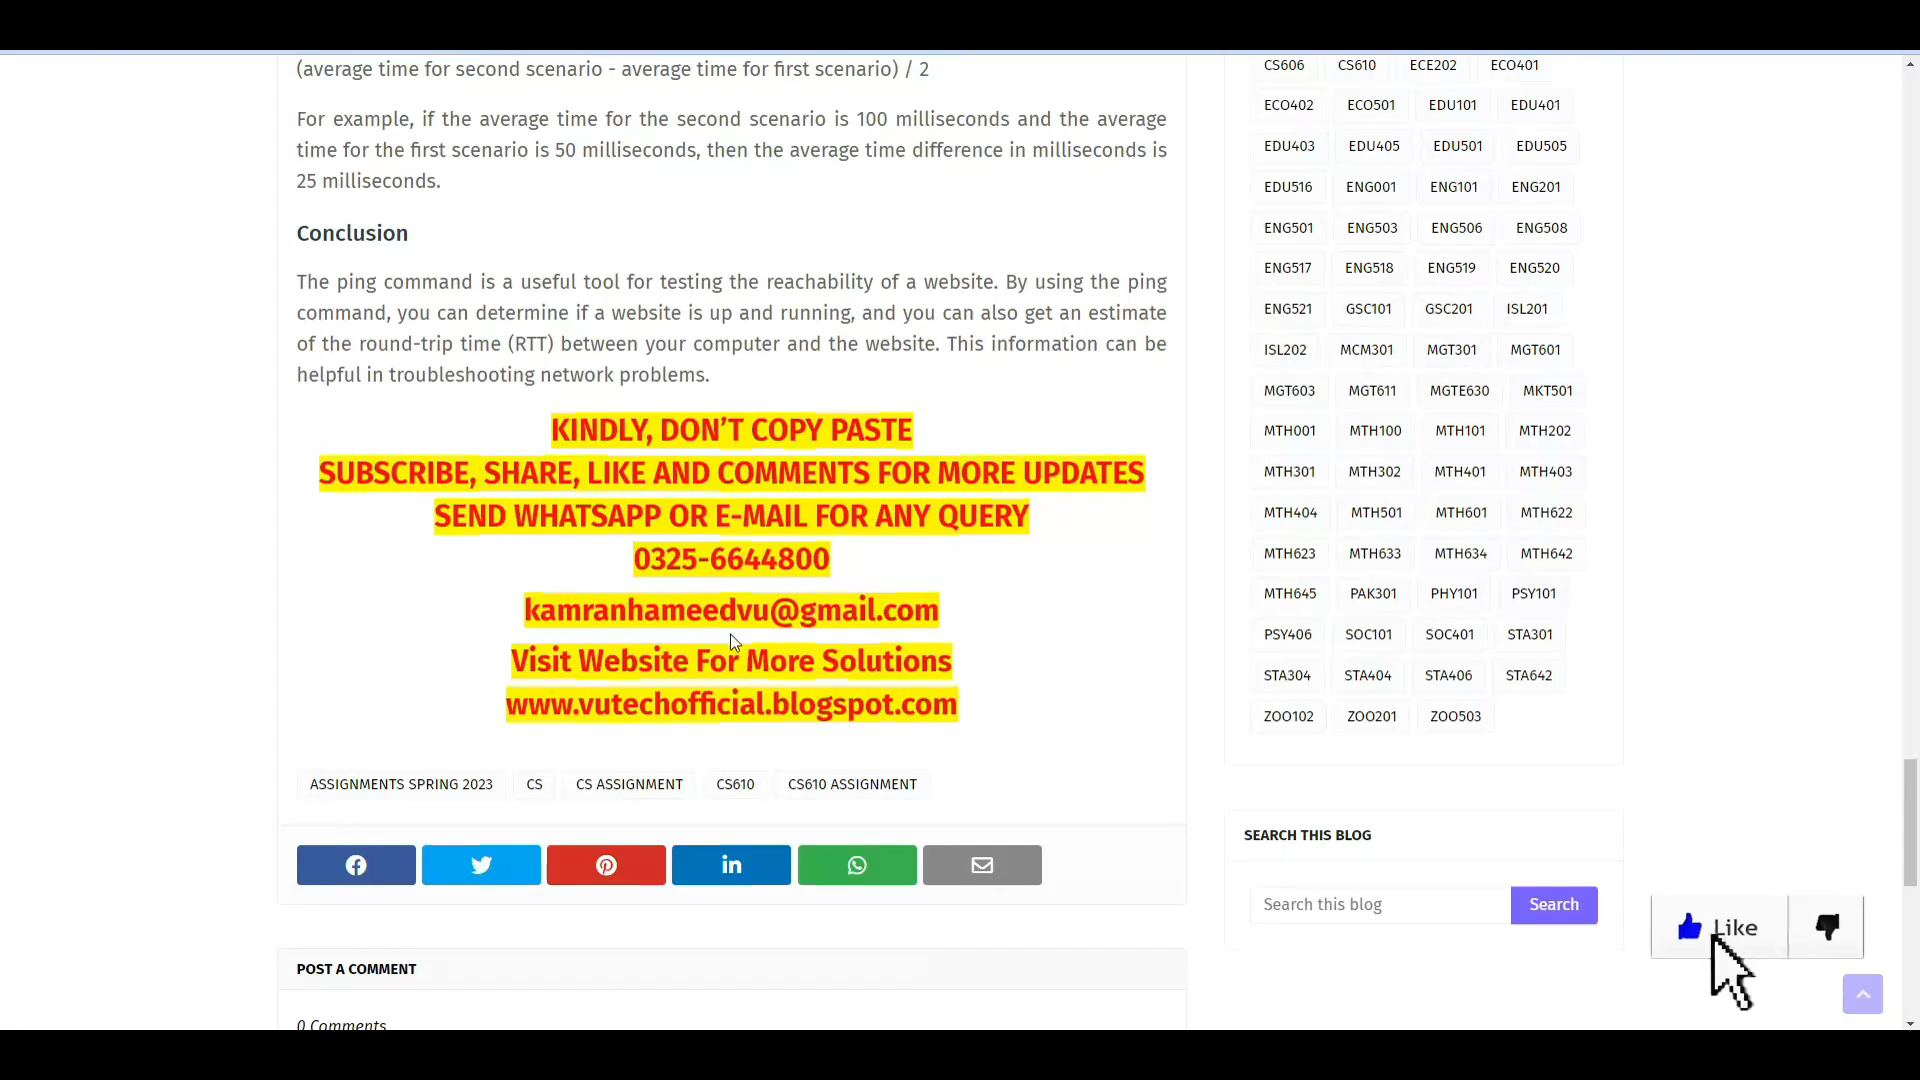 (average time for second scenario - average time for first scenario) / 2
For example, if the average time for the second scenario is 100 milliseconds and the average
time for the first scenario is 50 milliseconds, then the average time difference in milliseconds is
25 milliseconds.
Conclusion
The ping command is a useful tool for testing the reachability of a website. By using the ping
command, you can determine if a website is up and running, and you can also get an estimate
of the round-trip time (RTT) between your computer and the website. This information can be
helpful in troubleshooting network problems.
KINDLY, DON’T COPY PASTE
SUBSCRIBE, SHARE, LIKE AND COMMENTS FOR MORE UPDATES
SEND WHATSAPP OR E-MAIL FOR ANY QUERY
0325-6644800
kamranhameedvu@gmail.com
Visit Website For More Solutions
www.vutechofficial.blogspot.com
ASSIGNMENTS SPRING 2023 CS CS ASSIGNMENT CS610 CS610 ASSIGNMENT
POST A COMMENT
0 Comments
CS606 CS610 ECE202 ECO401
ECO402 ECO501 EDU101 EDU401
EDU403 EDU405 EDU501 EDU505
EDU516 ENG001 ENG101 ENG201
ENG501 ENG503 ENG506 ENG508
ENG517 ENG518 ENG519 ENG520
ENG521 GSC101 GSC201 ISL201
ISL202 MCM301 MGT301 MGT601
MGT603 MGT611 MGTE630 MKT501
MTH001 MTH100 MTH101 MTH202
MTH301 MTH302 MTH401 MTH403
MTH404 MTH501 MTH601 MTH622
MTH623 MTH633 MTH634 MTH642
MTH645 PAK301 PHY101 PSY101
PSY406 SOC101 SOC401 STA301
STA304 STA404 STA406 STA642
ZOO102 ZOO201 ZOO503
SEARCH THIS BLOG
Search this blog Search
Like